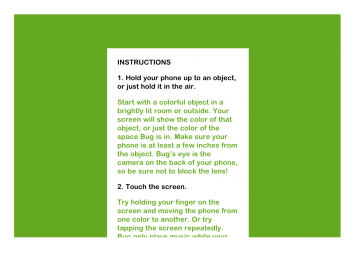 INSTRUCTIONS
1. Hold your phone up to an object,
or just hold it in the air.
Start with a colorful object in a
brightly lit room or outside. Your
screen will show the color of that
object, or just the color of the
space Bug is in. Make sure your
phone is at least a few inches from
the object. Bug's eye is the
camera on the back of your phone,
so be sure not to block the lens!
2. Touch the screen.
Try holding your finger on the
screen and moving the phone from
one color to another. Or try
tapping the screen repeatedly.
Bug only plays music while your